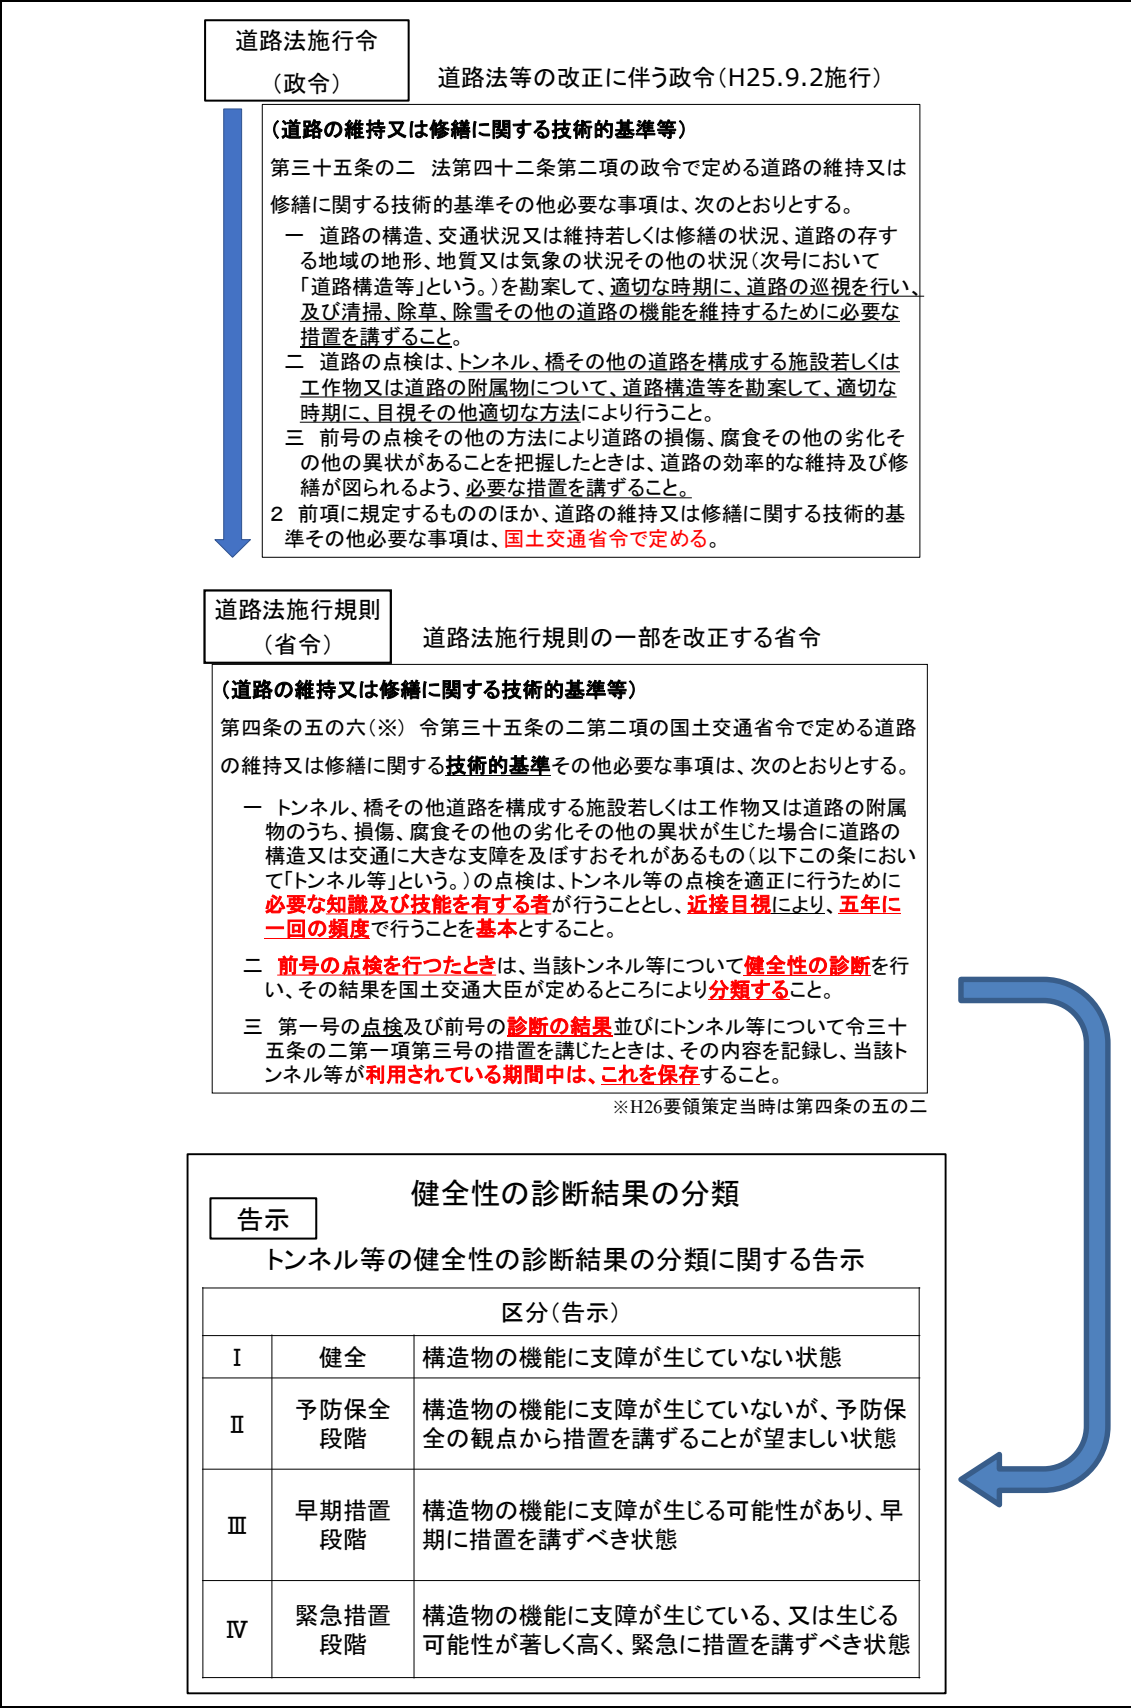 道路法施行令
（政令）
道路法等の改正に伴う政令（H25.9.2施行）
（道路の維持又は修繕に関する技術的基準等）
第三十五条の二　法第四十二条第二項の政令で定める道路の維持又は
修繕に関する技術的基準その他必要な事項は、次のとおりとする。
一　道路の構造、交通状況又は維持若しくは修繕の状況、道路の存す
る地域の地形、地質又は気象の状況その他の状況（次号において
「道路構造等」という。）を勘案して、適切な時期に、道路の巡視を行い、
及び清掃、除草、除雪その他の道路の機能を維持するために必要な
措置を講ずること。
二　道路の点検は、トンネル、橋その他の道路を構成する施設若しくは
工作物又は道路の附属物について、道路構造等を勘案して、適切な
時期に、目視その他適切な方法により行うこと。
三　前号の点検その他の方法により道路の損傷、腐食その他の劣化そ
の他の異状があることを把握したときは、道路の効率的な維持及び修
繕が図られるよう、必要な措置を講ずること。
２　前項に規定するもののほか、道路の維持又は修繕に関する技術的基
準その他必要な事項は、国土交通省令で定める。
道路法施行規則
（省令）
道路法施行規則の一部を改正する省令
（道路の維持又は修繕に関する技術的基準等）
第四条の五の六（※）　令第三十五条の二第二項の国土交通省令で定める道路
の維持又は修繕に関する技術的基準その他必要な事項は、次のとおりとする。
一　トンネル、橋その他道路を構成する施設若しくは工作物又は道路の附属
物のうち、損傷、腐食その他の劣化その他の異状が生じた場合に道路の
構造又は交通に大きな支障を及ぼすおそれがあるもの（以下この条におい
て「トンネル等」という。）の点検は、トンネル等の点検を適正に行うために
必要な知識及び技能を有する者が行うこととし、近接目視により、五年に
一回の頻度で行うことを基本とすること。
二　前号の点検を行つたときは、当該トンネル等について健全性の診断を行
い、その結果を国土交通大臣が定めるところにより分類すること。
三　第一号の点検及び前号の診断の結果並びにトンネル等について令三十
五条の二第一項第三号の措置を講じたときは、その内容を記録し、当該ト
ンネル等が利用されている期間中は、これを保存すること。
※H26要領策定当時は第四条の五の二
健全性の診断結果の分類
告示
トンネル等の健全性の診断結果の分類に関する告示
区分（告示）
Ⅰ　健全　構造物の機能に支障が生じていない状態
Ⅱ　予防保全　構造物の機能に支障が生じていないが、予防保
段階　全の観点から措置を講ずることが望ましい状態
Ⅲ　早期措置　構造物の機能に支障が生じる可能性があり、早
段階　期に措置を講ずべき状態
Ⅳ　緊急措置　構造物の機能に支障が生じている、又は生じる
段階　可能性が著しく高く、緊急に措置を講ずべき状態